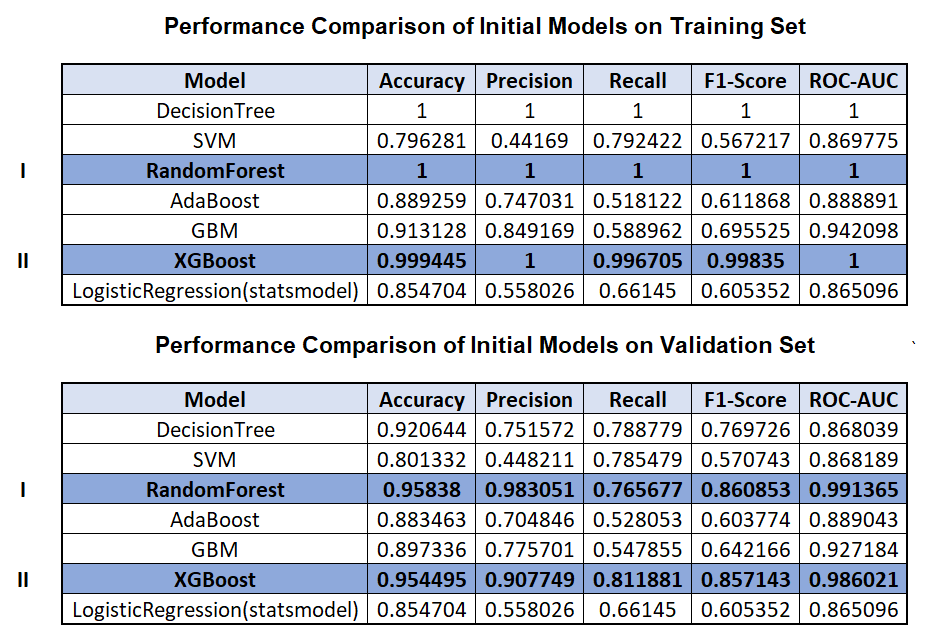 Performance Comparison of Initial Models on Training Set
Model Accuracy Precision Recall F1-Score ROC-AUC
DecisionTree 1 1 1 1 1
SVM 0.796281 0.44169 0.792422 0.567217 0.869775
I RandomForest 1 1 1 1 1
AdaBoost 0.889259 0.747031 0.518122 0.611868 0.888891
GBM 0.913128 0.849169 0.588962 0.695525 0.942098
II XGBoost 0.999445 1 0.996705 0.99835 1
LogisticRegression(statsmodel) 0.854704 0.558026 0.66145 0.605352 0.865096
Performance Comparison of Initial Models on Validation Set `
Model Accuracy Precision Recall F1-Score ROC-AUC
DecisionTree 0.920644 0.751572 0.788779 0.769726 0.868039
SVM 0.801332 0.448211 0.785479 0.570743 0.868189
I RandomForest 0.95838 0.983051 0.765677 0.860853 0.991365
AdaBoost 0.883463 0.704846 0.528053 0.603774 0.889043
GBM 0.897336 0.775701 0.547855 0.642166 0.927184
II XGBoost 0.954495 0.907749 0.811881 0.857143 0.986021
LogisticRegression(statsmodel) 0.854704 0.558026 0.66145 0.605352 0.865096